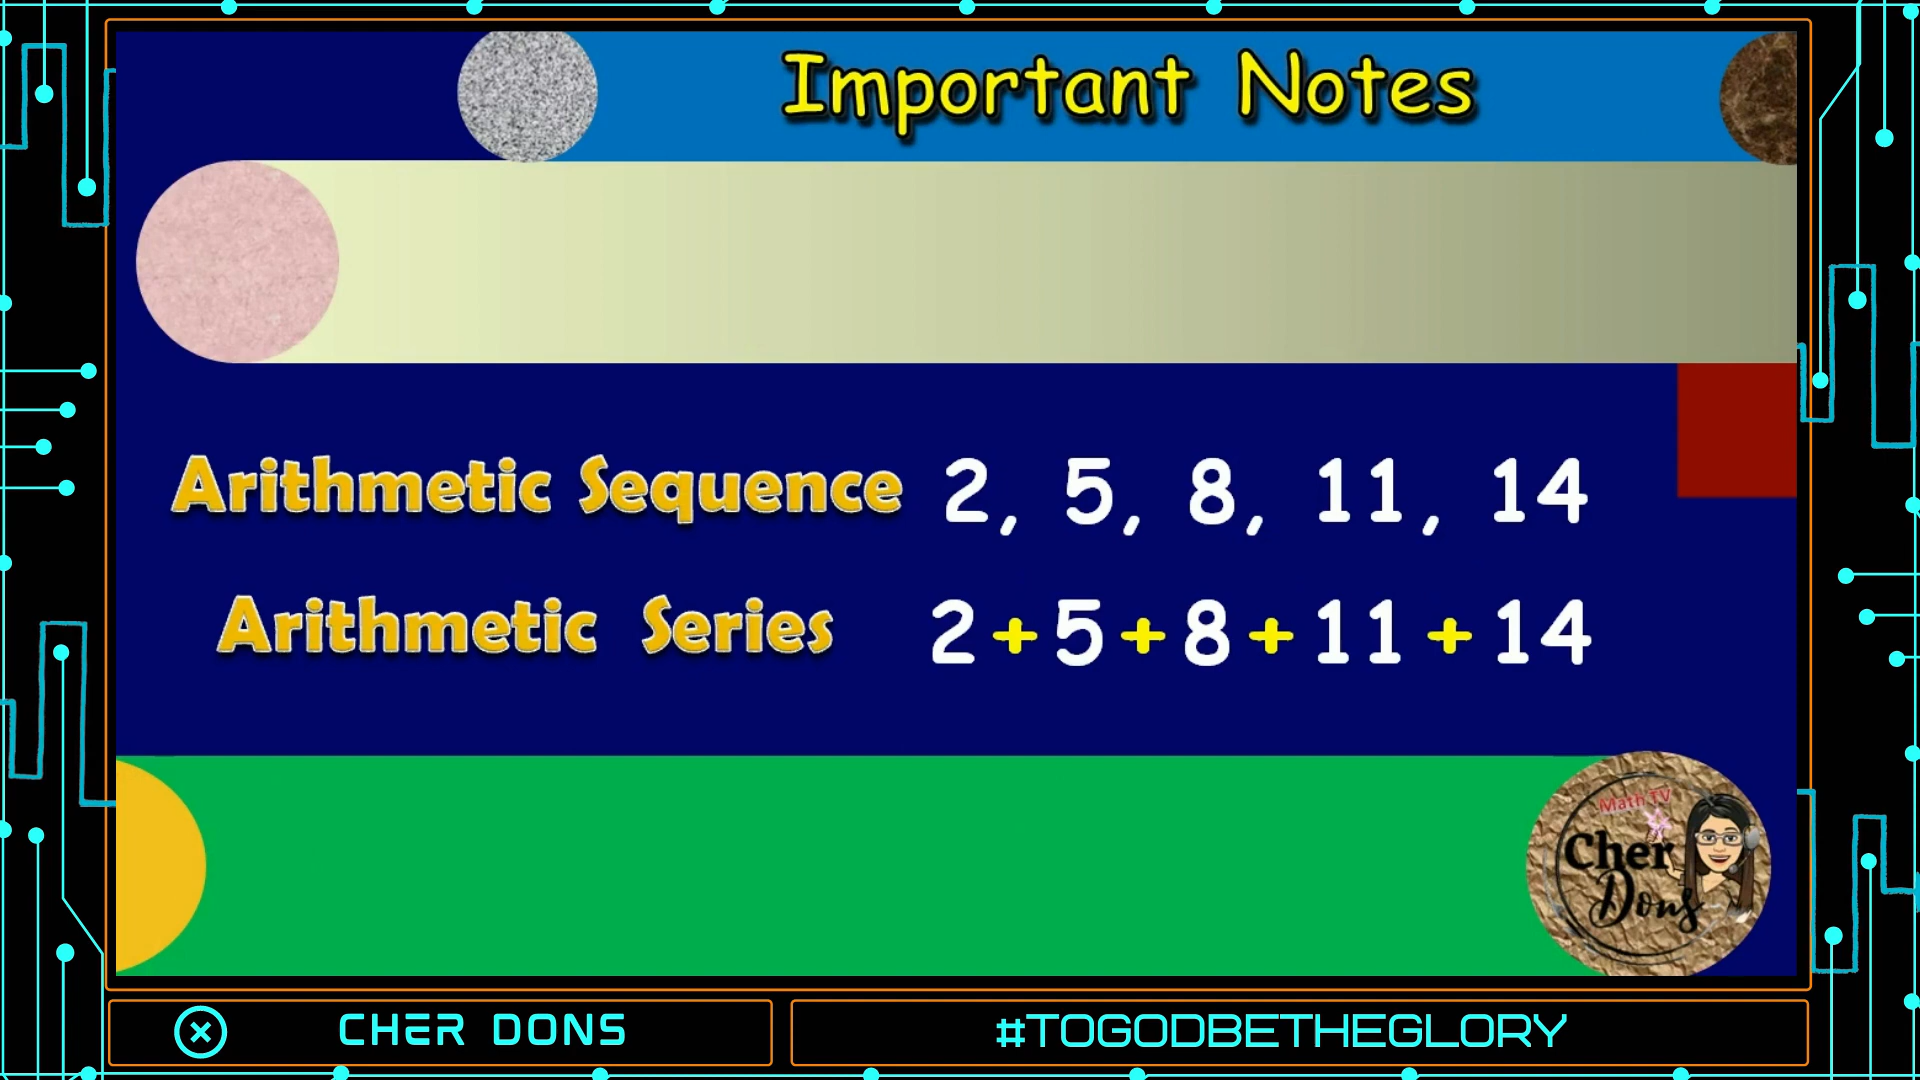 Important Notes
Arithmetic Sequence 2, 5, 8, 11, 14
Arithmetic Series 2+5+8+11+14
Math TV
Cher
Dons
CHER DONS
#TOGODBETHEGLORY